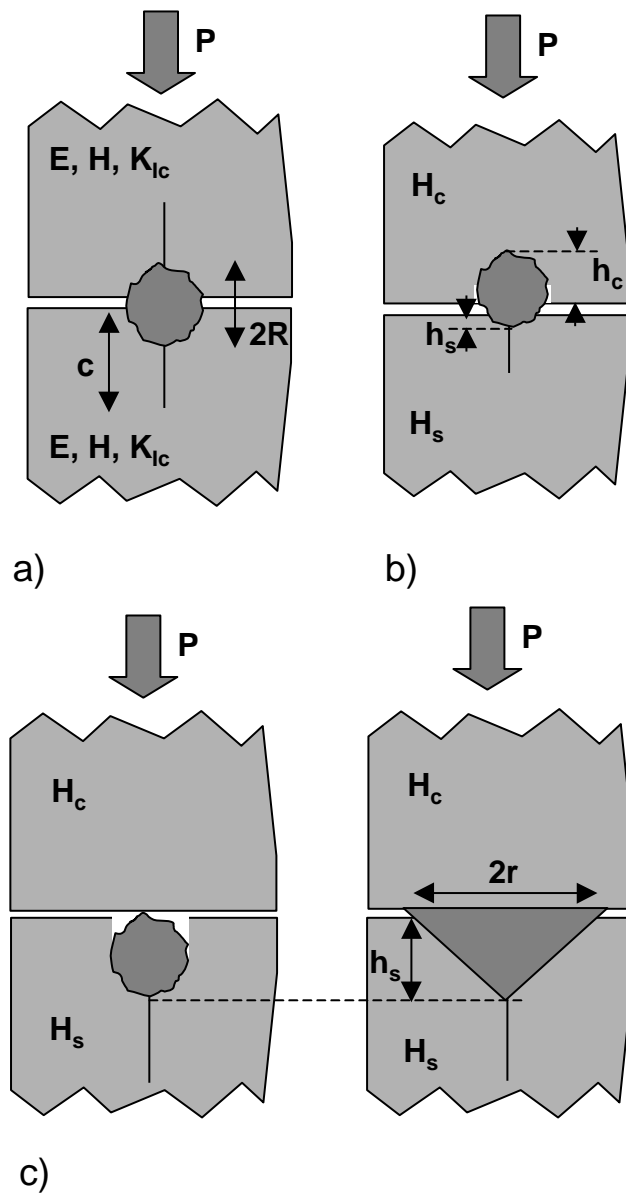 P
E, H, K_Ic
2R
c
E, H, K_Ic
a)
P
H_c
h_c
h_s
H_s
b)
P
H_c
H_s
P
H_c
2r
h_s
H_s
c)